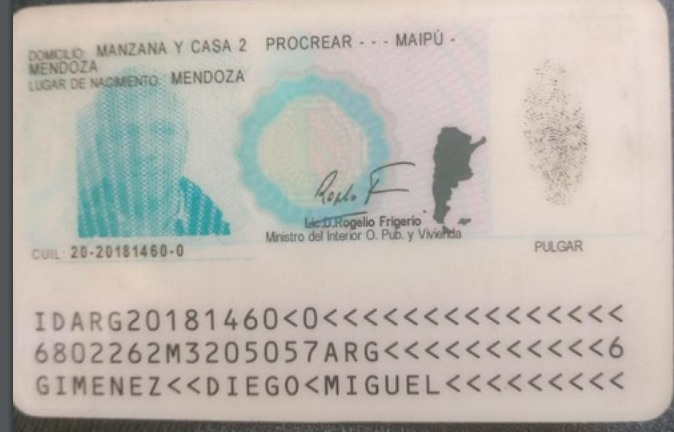 DOMICILIO: MANZANA Y CASA 2 PROCREAR - - - MAIPÚ -
MENDOZA
LUGAR DE NACIMIENTO: MENDOZA
Lic.D.Rogelio Frigerio
Ministro del Interior O. Pub. y Vivienda
CUIL: 20-20181460-0
PULGAR
IDARG20181460<0<<<<<<<<<<<<<<<
6802262M3205057ARG<<<<<<<<<<<6
GIMENEZ<<DIEGO<MIGUEL<<<<<<<<<